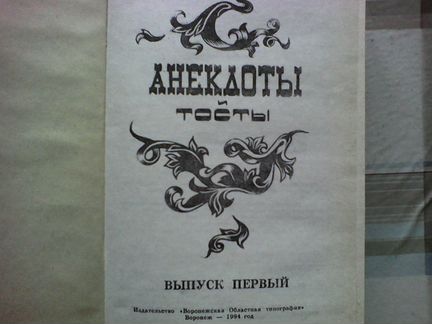 АНЕКДОТЫ
и
ТОСТЫ
ВЫПУСК ПЕРВЫЙ
Издательство «Воронежская Областная типография»
Воронеж — 1994 год